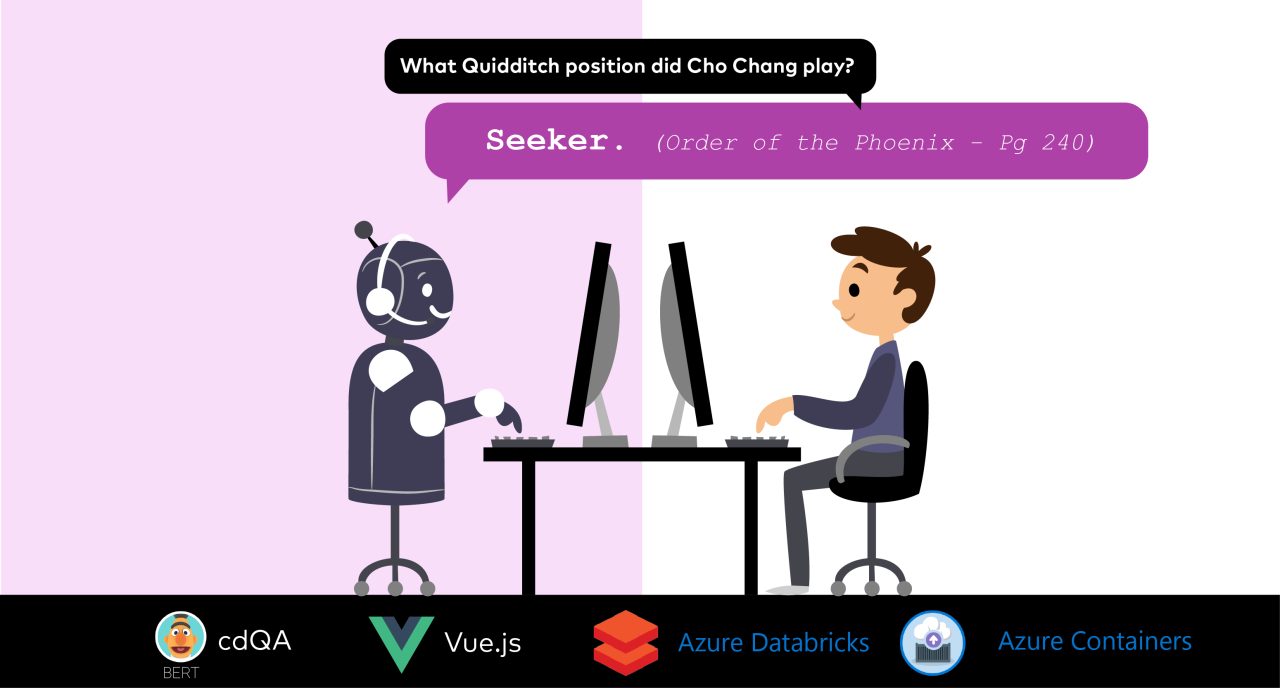 What Quidditch position did Cho Chang play?
Seeker. (Order of the Phoenix - Pg 240)
BERT
cdQA
Vue.js
Azure Databricks
Azure Containers